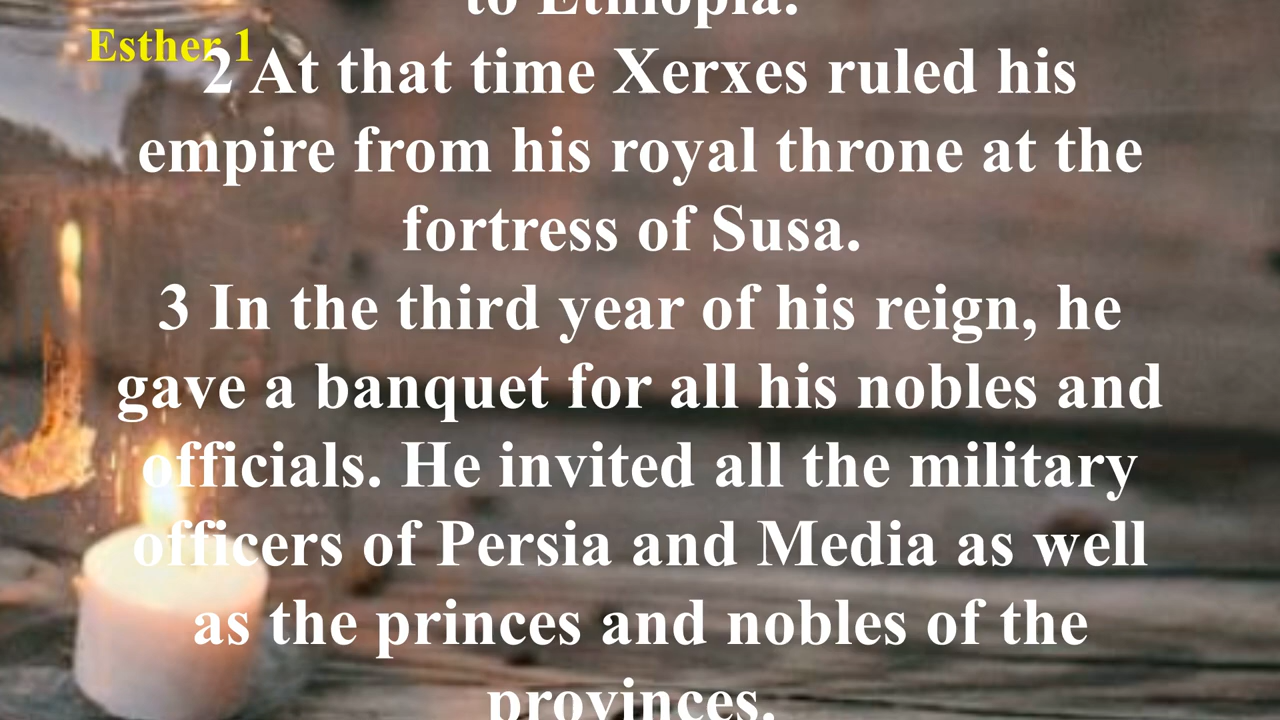 to Ethiopia.
Esther 1
2 At that time Xerxes ruled his
empire from his royal throne at the
fortress of Susa.
3 In the third year of his reign, he
gave a banquet for all his nobles and
officials. He invited all the military
officers of Persia and Media as well
as the princes and nobles of the
provinces.